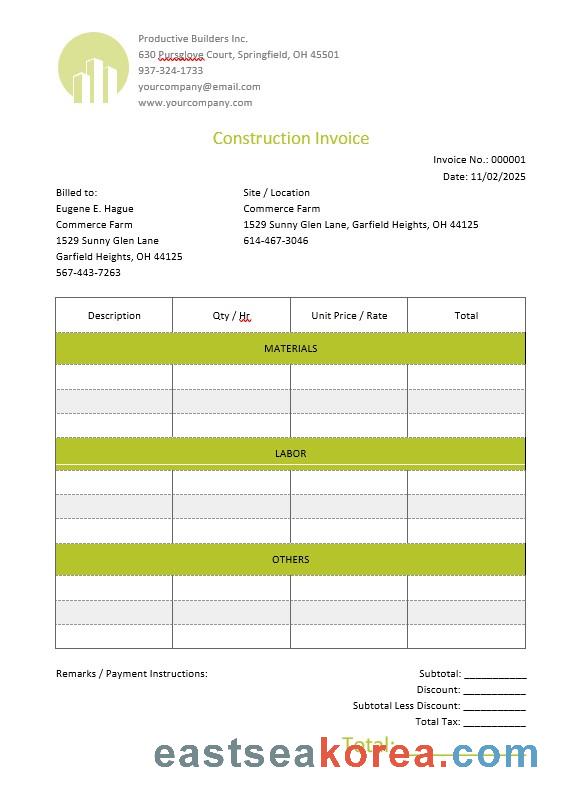 Productive Builders Inc.
630 Pursglove Court, Springfield, OH 45501
937-324-1733
yourcompany@email.com
www.yourcompany.com
Construction Invoice
Invoice No.: 000001
Date: 11/02/2025
Billed to:
Eugene E. Hague
Commerce Farm
1529 Sunny Glen Lane
Garfield Heights, OH 44125
567-443-7263
Site / Location
Commerce Farm
1529 Sunny Glen Lane, Garfield Heights, OH 44125
614-467-3046
Description Qty / Hr Unit Price / Rate Total
MATERIALS
LABOR
OTHERS
Remarks / Payment Instructions:
Subtotal: ___________
Discount: ___________
Subtotal Less Discount: ___________
Total Tax: ___________
Total: ___________
eastseakorea.com